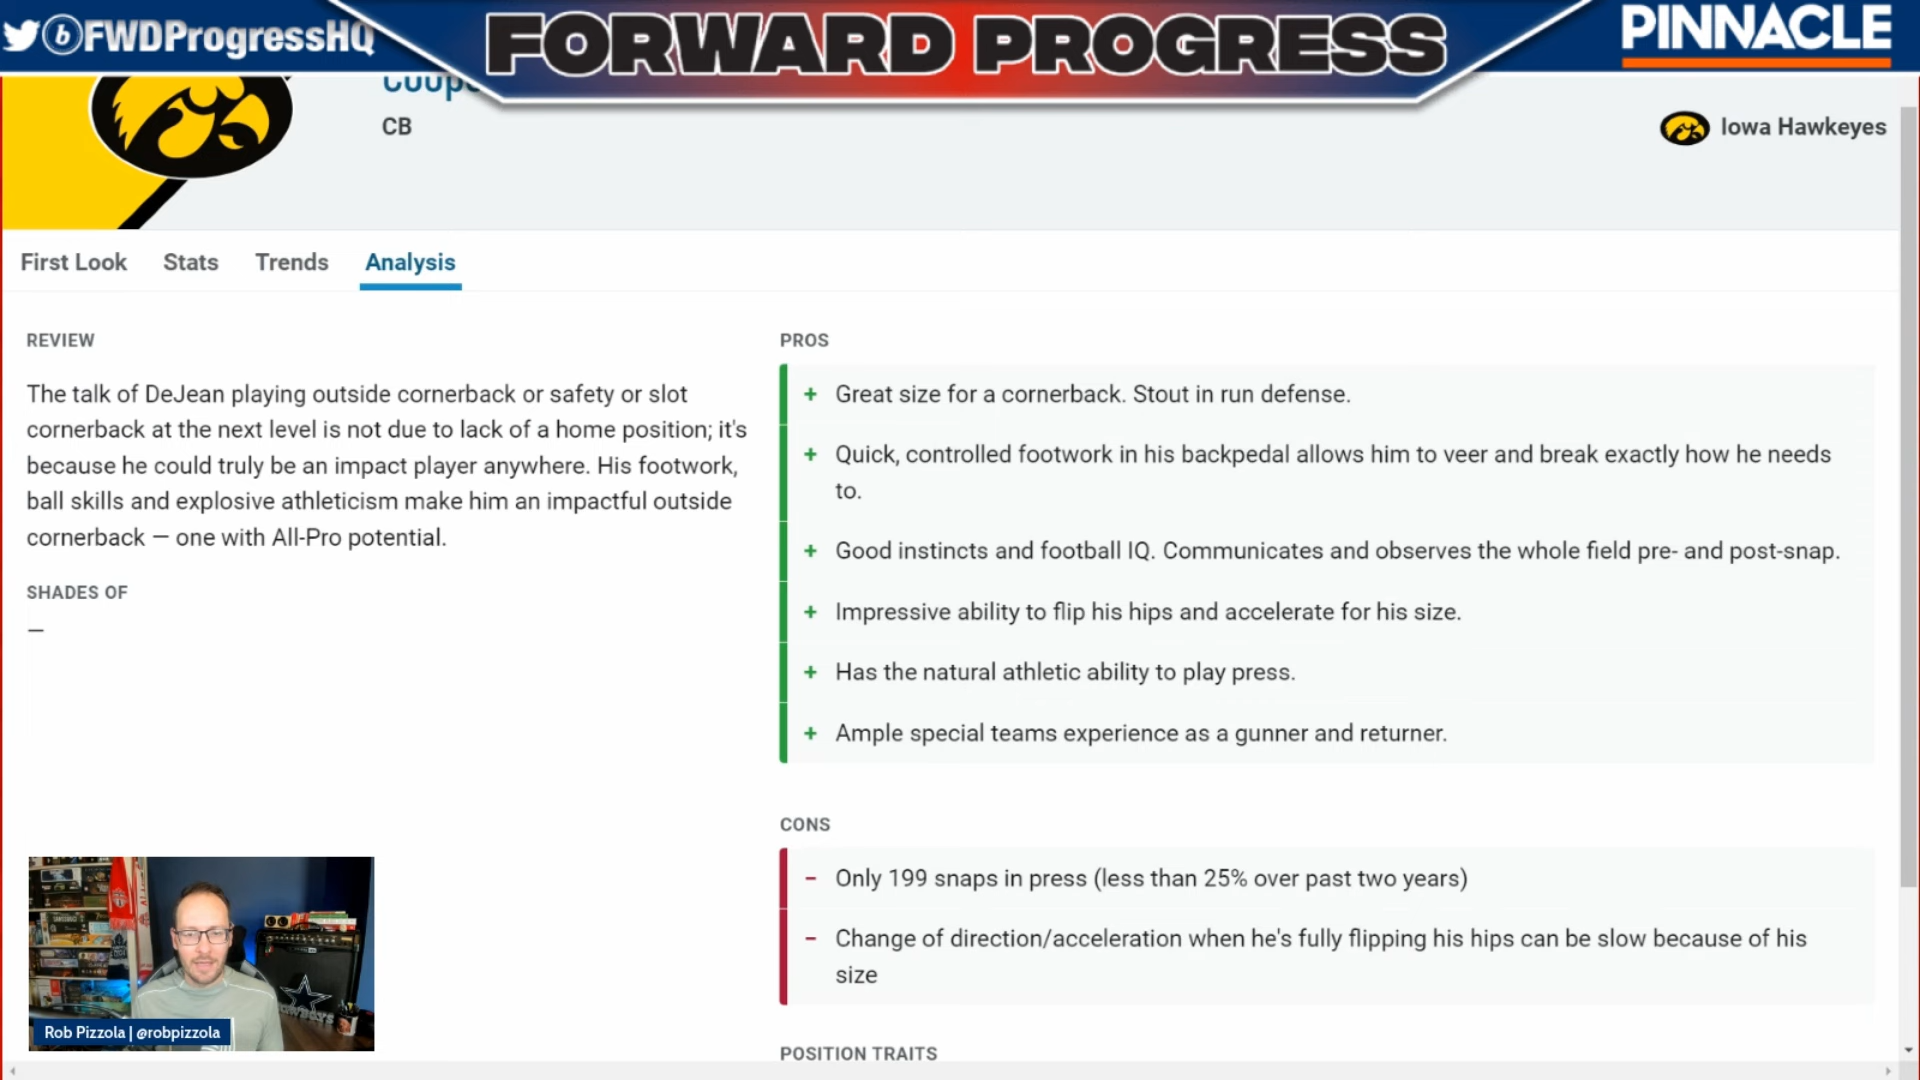 FWDProgressHQ
FORWARD PROGRESS
PINNACLE
CB
Iowa Hawkeyes
First Look Stats Trends Analysis
REVIEW
The talk of DeJean playing outside cornerback or safety or slot
cornerback at the next level is not due to lack of a home position; it's
because he could truly be an impact player anywhere. His footwork,
ball skills and explosive athleticism make him an impactful outside
cornerback — one with All-Pro potential.
SHADES OF
—
PROS
+ Great size for a cornerback. Stout in run defense.
+ Quick, controlled footwork in his backpedal allows him to veer and break exactly how he needs
to.
+ Good instincts and football IQ. Communicates and observes the whole field pre- and post-snap.
+ Impressive ability to flip his hips and accelerate for his size.
+ Has the natural athletic ability to play press.
+ Ample special teams experience as a gunner and returner.
CONS
– Only 199 snaps in press (less than 25% over past two years)
– Change of direction/acceleration when he's fully flipping his hips can be slow because of his
size
POSITION TRAITS
Rob Pizzola | @robpizzola